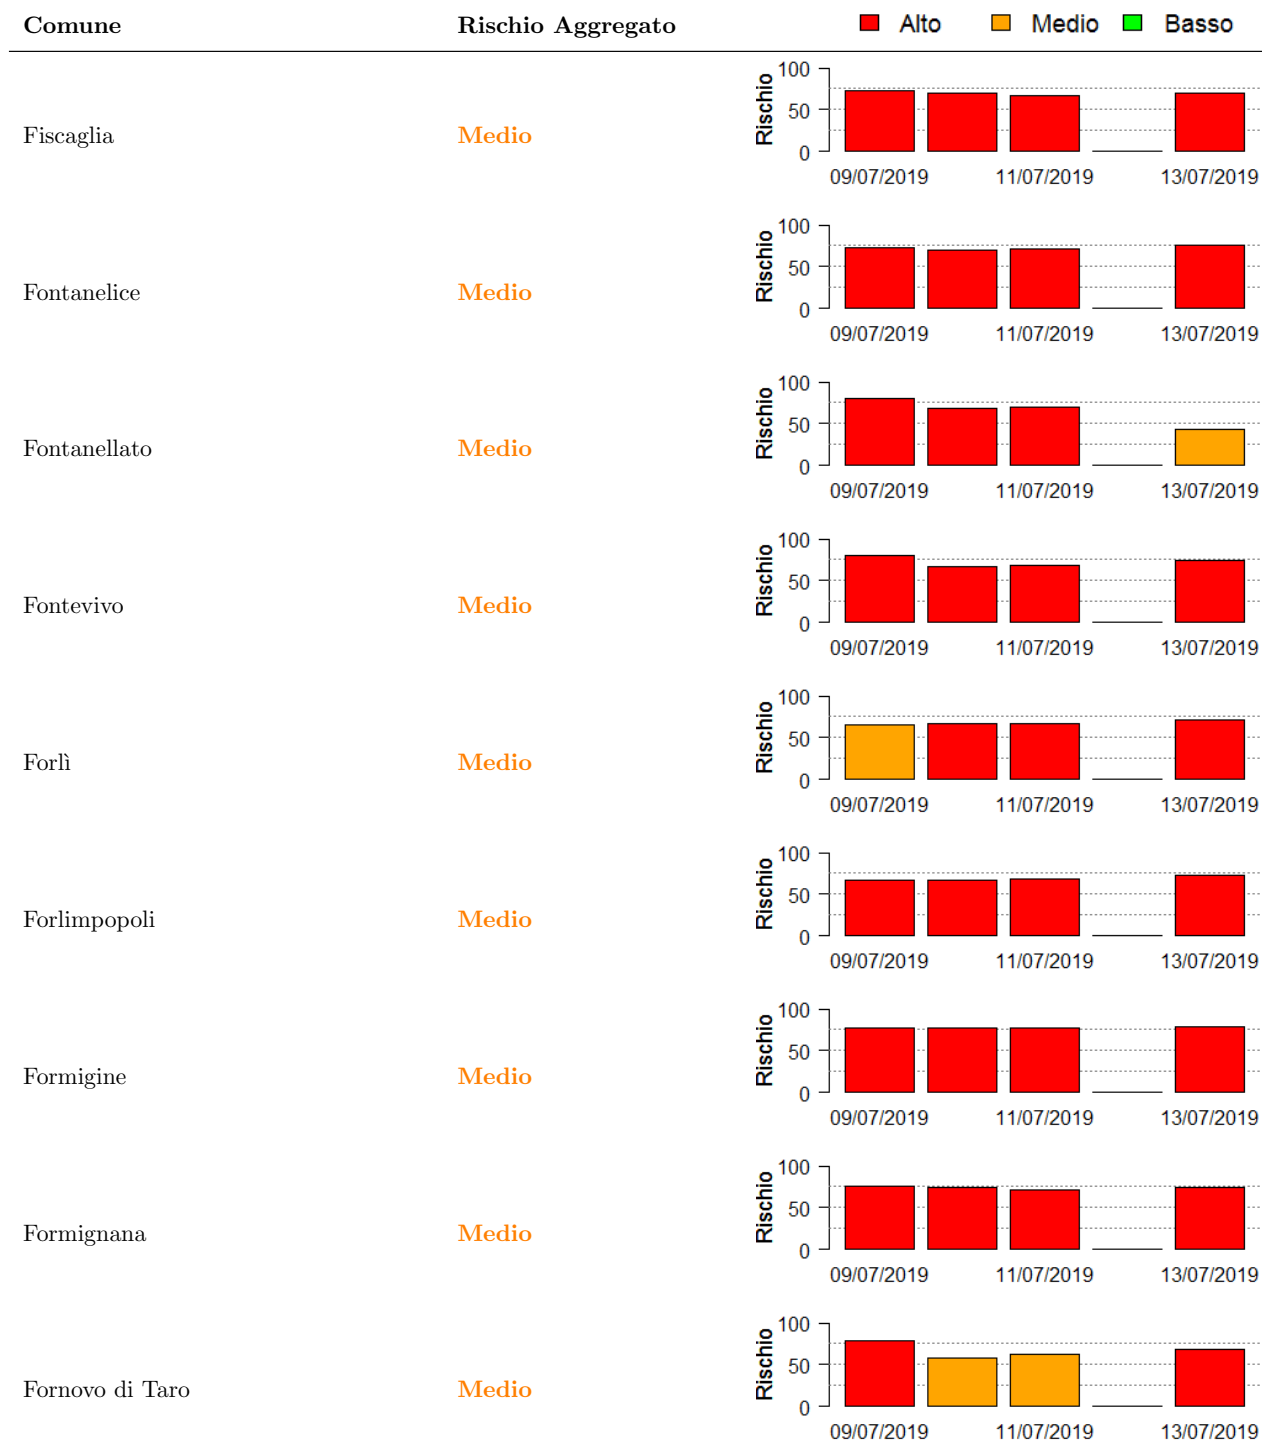 Comune Rischio Aggregato Alto Medio Basso
Fiscaglia Medio Rischio 100 50 0
09/07/2019 11/07/2019 13/07/2019
Fontanelice Medio Rischio 100 50 0
09/07/2019 11/07/2019 13/07/2019
Fontanellato Medio Rischio 100 50 0
09/07/2019 11/07/2019 13/07/2019
Fontevivo Medio Rischio 100 50 0
09/07/2019 11/07/2019 13/07/2019
Forlì Medio Rischio 100 50 0
09/07/2019 11/07/2019 13/07/2019
Forlimpopoli Medio Rischio 100 50 0
09/07/2019 11/07/2019 13/07/2019
Formigine Medio Rischio 100 50 0
09/07/2019 11/07/2019 13/07/2019
Formignana Medio Rischio 100 50 0
09/07/2019 11/07/2019 13/07/2019
Fornovo di Taro Medio Rischio 100 50 0
09/07/2019 11/07/2019 13/07/2019